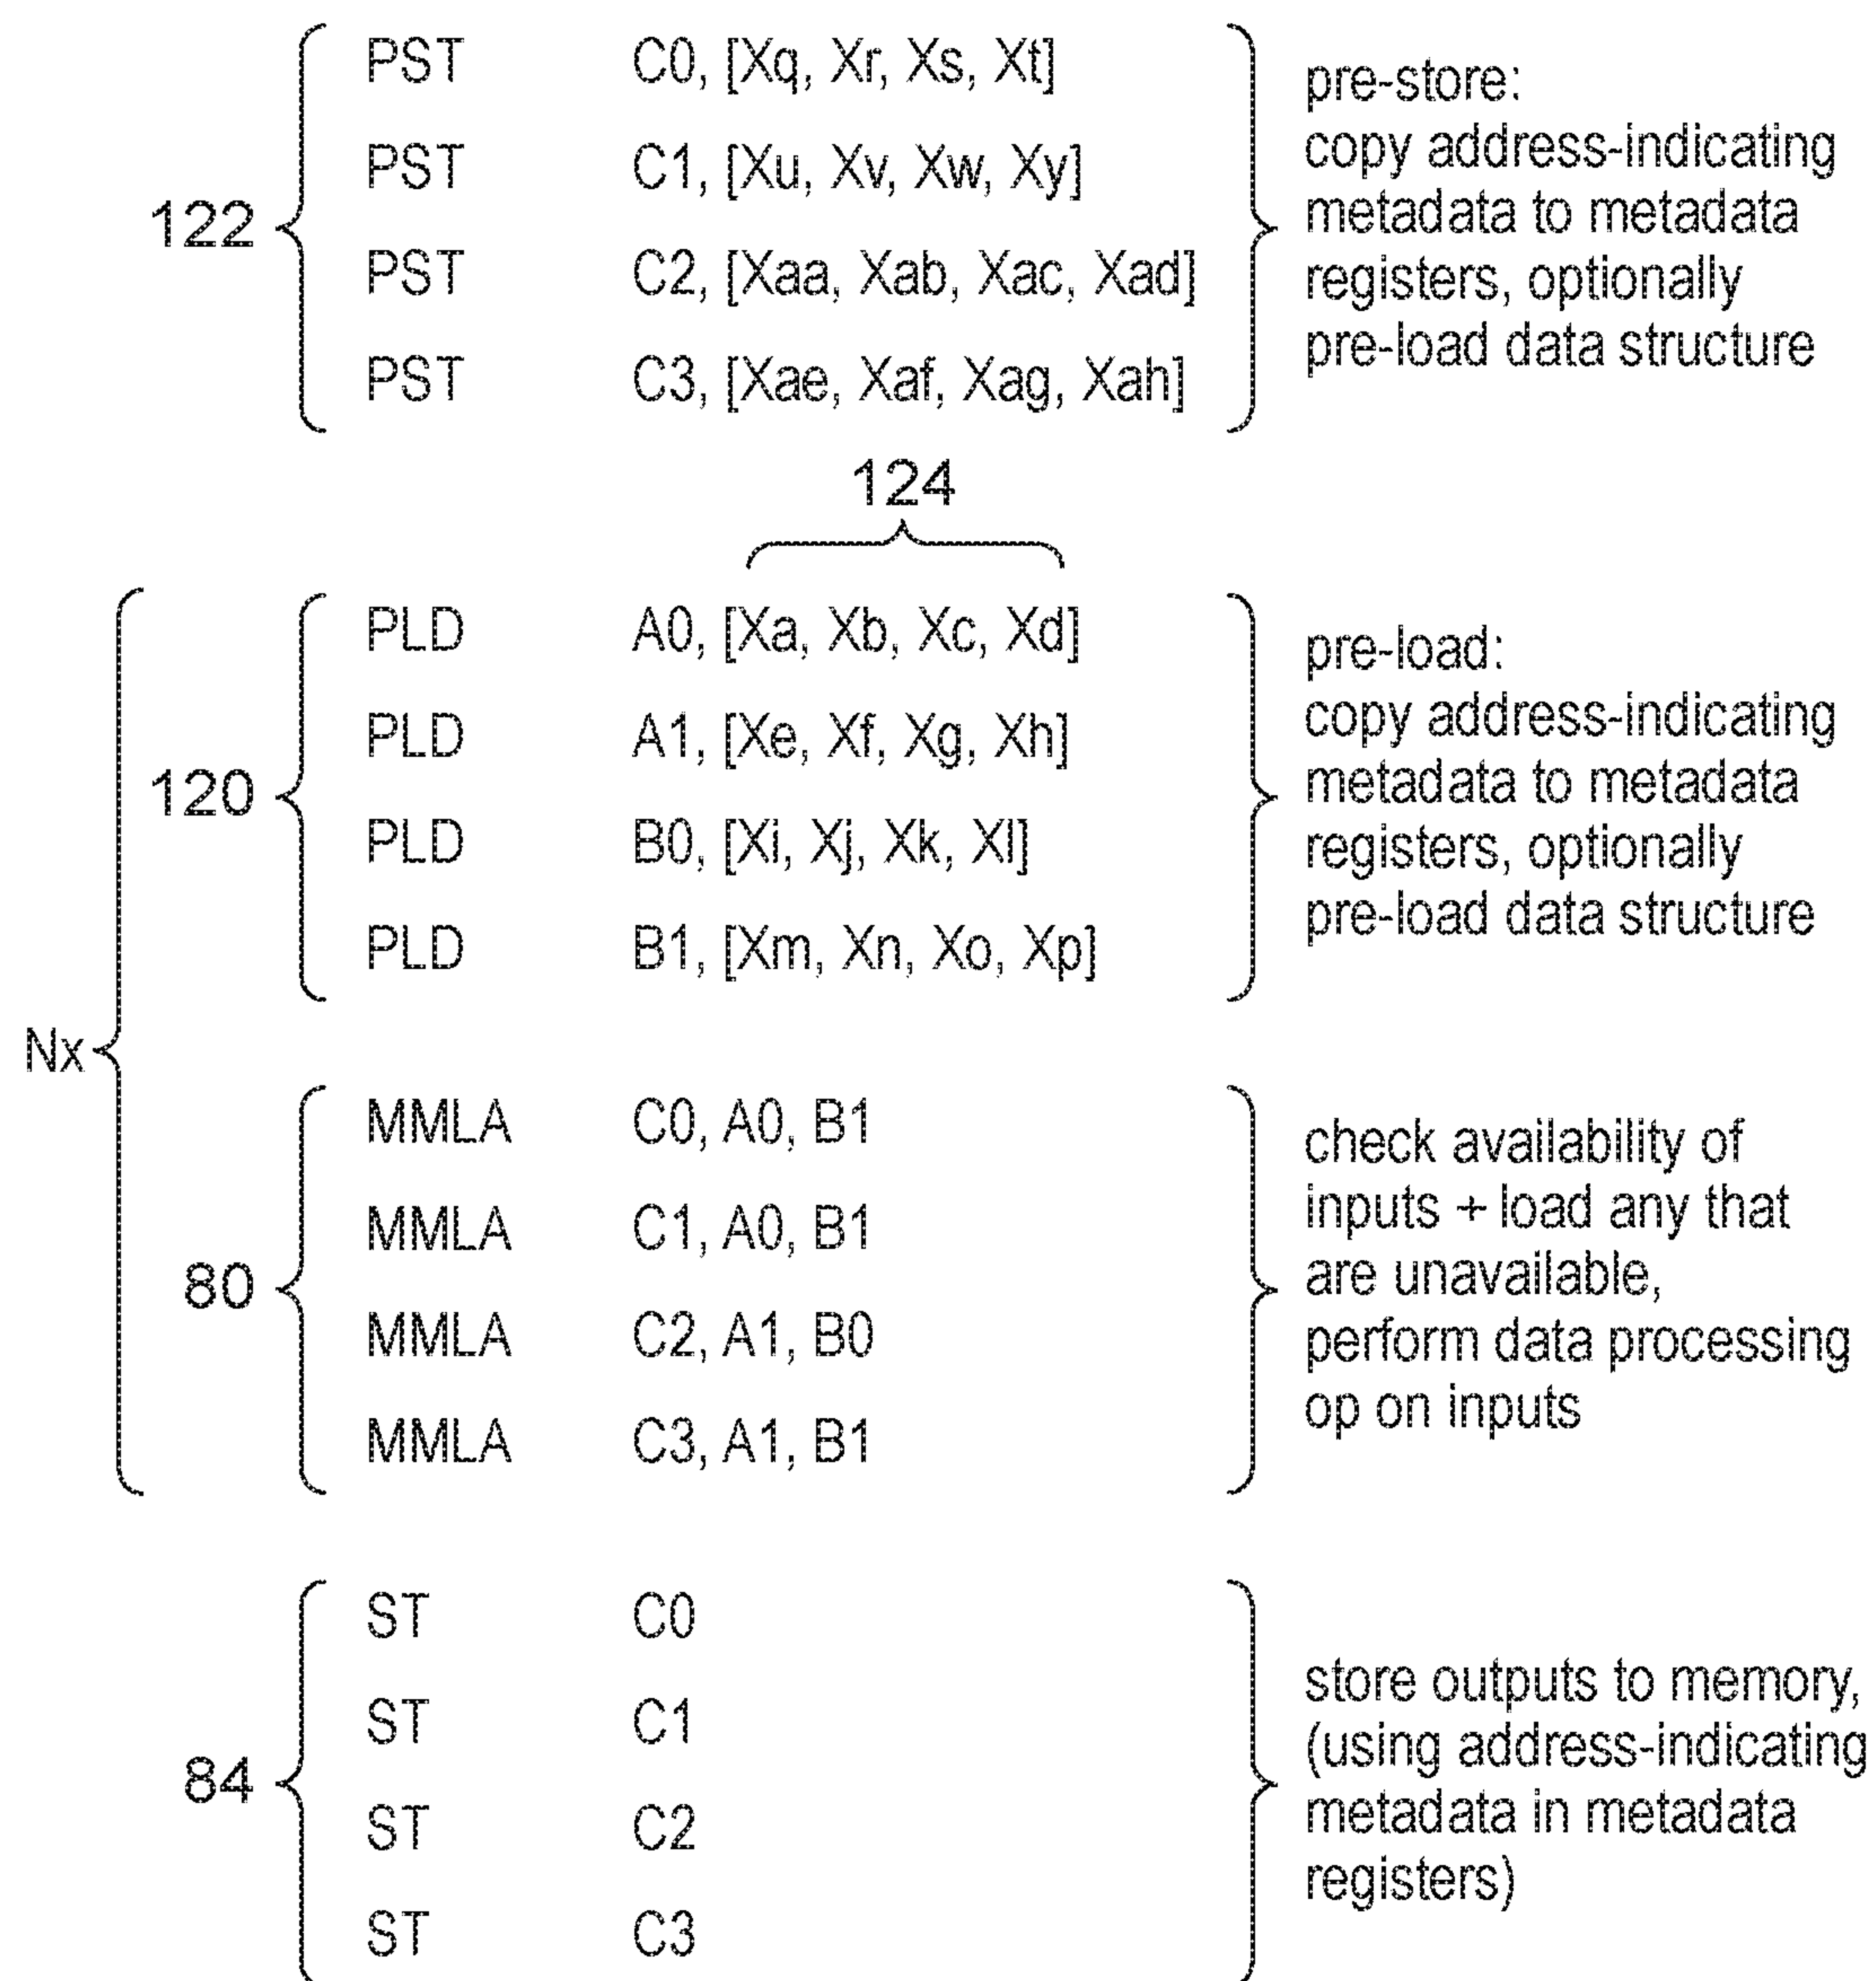 122
PST C0, [Xq, Xr, Xs, Xt]
PST C1, [Xu, Xv, Xw, Xy]
PST C2, [Xaa, Xab, Xac, Xad]
PST C3, [Xae, Xaf, Xag, Xah]
pre-store:
copy address-indicating
metadata to metadata
registers, optionally
pre-load data structure
124
Nx
120
PLD A0, [Xa, Xb, Xc, Xd]
PLD A1, [Xe, Xf, Xg, Xh]
PLD B0, [Xi, Xj, Xk, Xl]
PLD B1, [Xm, Xn, Xo, Xp]
pre-load:
copy address-indicating
metadata to metadata
registers, optionally
pre-load data structure
80
MMLA C0, A0, B1
MMLA C1, A0, B1
MMLA C2, A1, B0
MMLA C3, A1, B1
check availability of
inputs + load any that
are unavailable,
perform data processing
op on inputs
84
ST C0
ST C1
ST C2
ST C3
store outputs to memory,
(using address-indicating
metadata in metadata
registers)